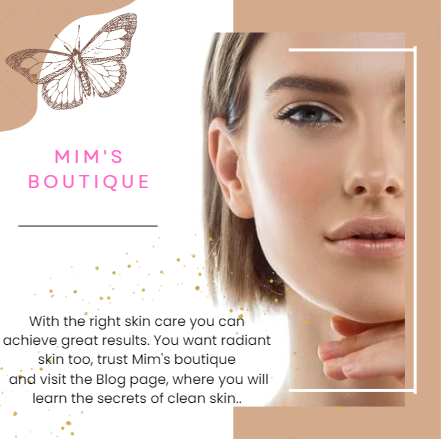 MIM'S
BOUTIQUE
With the right skin care you can
achieve great results. You want radiant
skin too, trust Mim's boutique
and visit the Blog page, where you will
learn the secrets of clean skin..